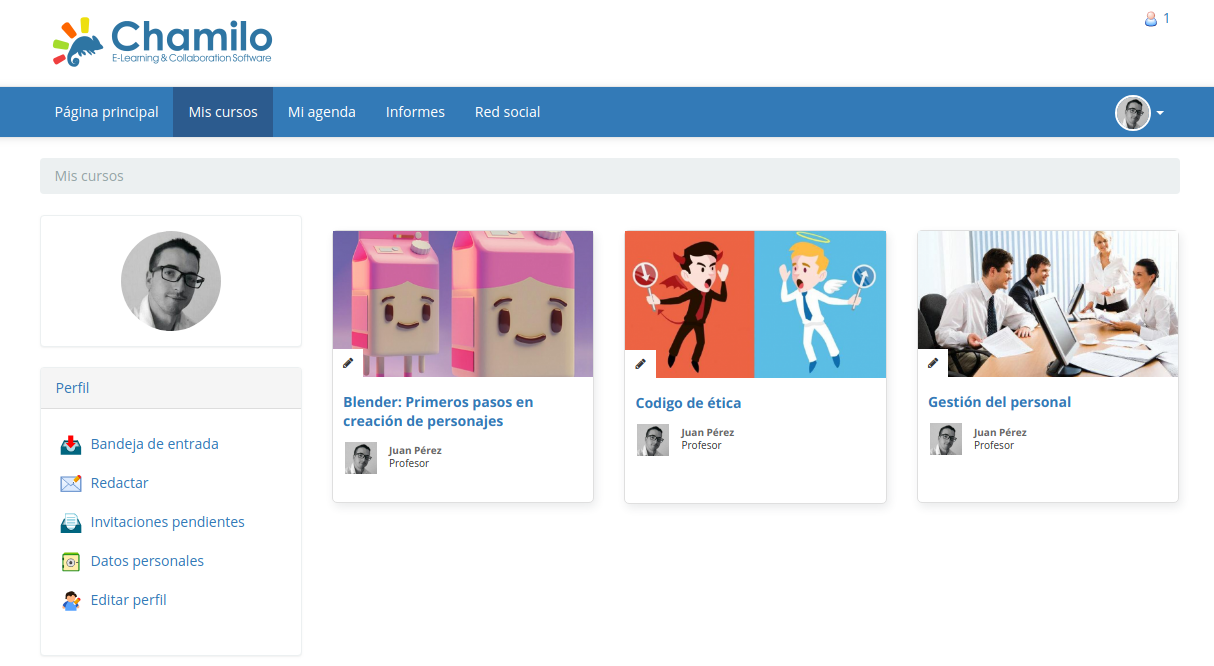 Chamilo
E-Learning & Collaboration Software
1
Página principal
Mis cursos
Mi agenda
Informes
Red social
Mis cursos
Perfil
Bandeja de entrada
Redactar
Invitaciones pendientes
Datos personales
Editar perfil
Blender: Primeros pasos en
creación de personajes
Juan Pérez
Profesor
Codigo de ética
Juan Pérez
Profesor
Gestión del personal
Juan Pérez
Profesor